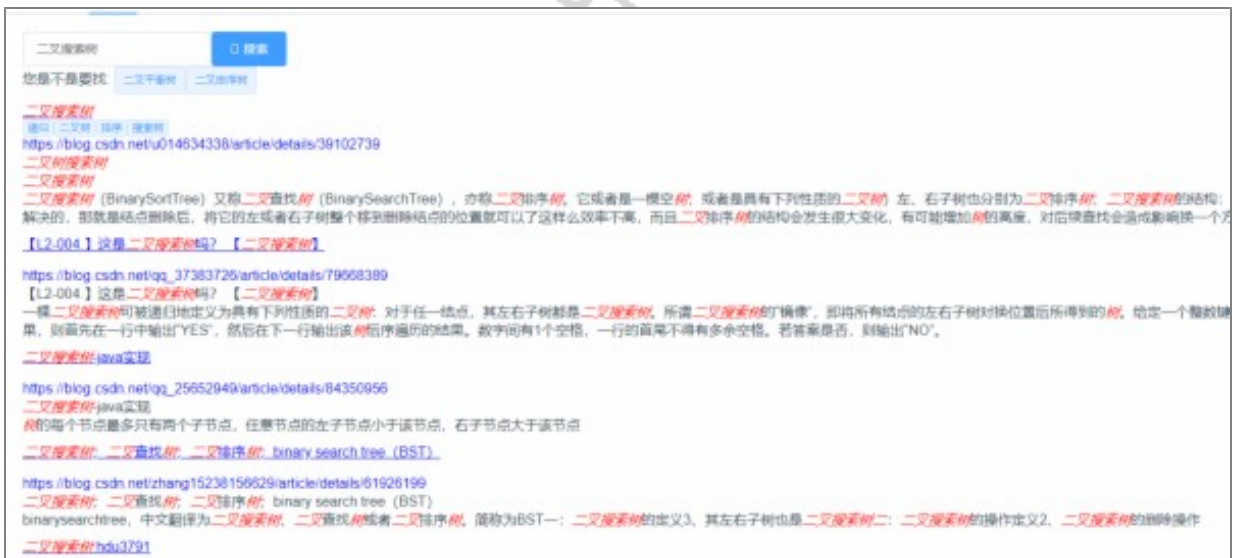 二叉搜索树 搜索
您是不是要找 二叉平衡树 二叉排序树
二叉搜索树
递归 二叉树 排序 搜索树
https://blog.csdn.net/u014634338/article/details/39102739
二叉树搜索树
二叉搜索树
二叉搜索树 (BinarySortTree) 又称二叉查找树 (BinarySearchTree) ，亦称二叉排序树。它或者是一棵空树; 或者是具有下列性质的二叉树) 左、右子树也分别为二叉排序树; 二叉搜索树的结构:
解决的，那就是结点删除后，将它的左或者右子树整个移到删除结点的位置就可以了这样么效率不高，而且二叉排序树的结构会发生很大变化，有可能增加树的高度，对后续查找会造成影响换一个方
【L2-004 】这是二叉搜索树吗? 【二叉搜索树】
https://blog.csdn.net/qq_37383726/article/details/79668389
【L2-004 】这是二叉搜索树吗? 【二叉搜索树】
一棵二叉搜索树可被递归地定义为具有下列性质的二叉树: 对于任一结点，其左右子树都是二叉搜索树。所谓二叉搜索树的“镜像”，即将所有结点的左右子树对换位置后所得到的树。给定一个整数键
果，则首先在一行中输出“YES”，然后在下一行输出该树后序遍历的结果。数字间有1个空格，一行的首尾不得有多余空格。若答案是否，则输出“NO”。
二叉搜索树-java实现
https://blog.csdn.net/qq_25652949/article/details/84350956
二叉搜索树-java实现
树的每个节点最多只有两个子节点，任意节点的左子节点小于该节点，右子节点大于该节点
二叉搜索树; 二叉查找树; 二叉排序树; binary search tree（BST）
https://blog.csdn.net/zhang15238156629/article/details/61926199
二叉搜索树; 二叉查找树; 二叉排序树; binary search tree（BST）
binarysearchtree，中文翻译为二叉搜索树、二叉查找树或者二叉排序树。简称为BST一: 二叉搜索树的定义3、其左右子树也是二叉搜索树二: 二叉搜索树的操作定义2、二叉搜索树的删除操作
二叉搜索树hdu3791